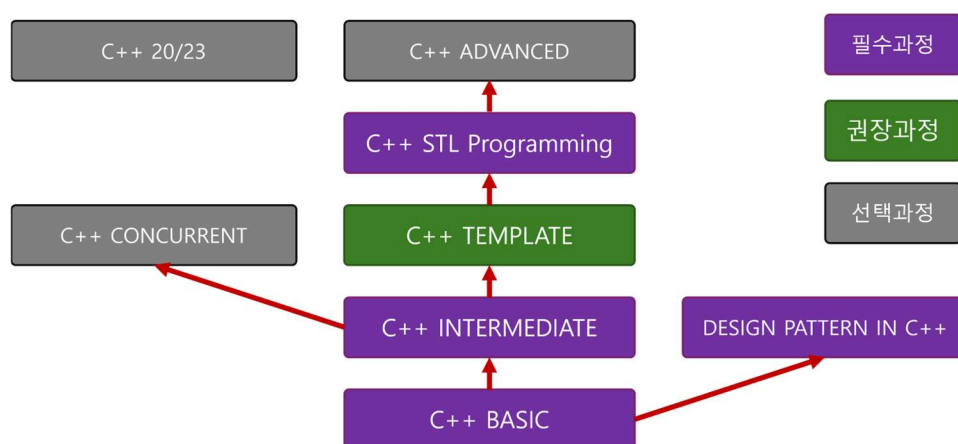 C++ 20/23
C++ ADVANCED
필수과정
C++ STL Programming
권장과정
C++ CONCURRENT
C++ TEMPLATE
선택과정
C++ INTERMEDIATE
DESIGN PATTERN IN C++
C++ BASIC